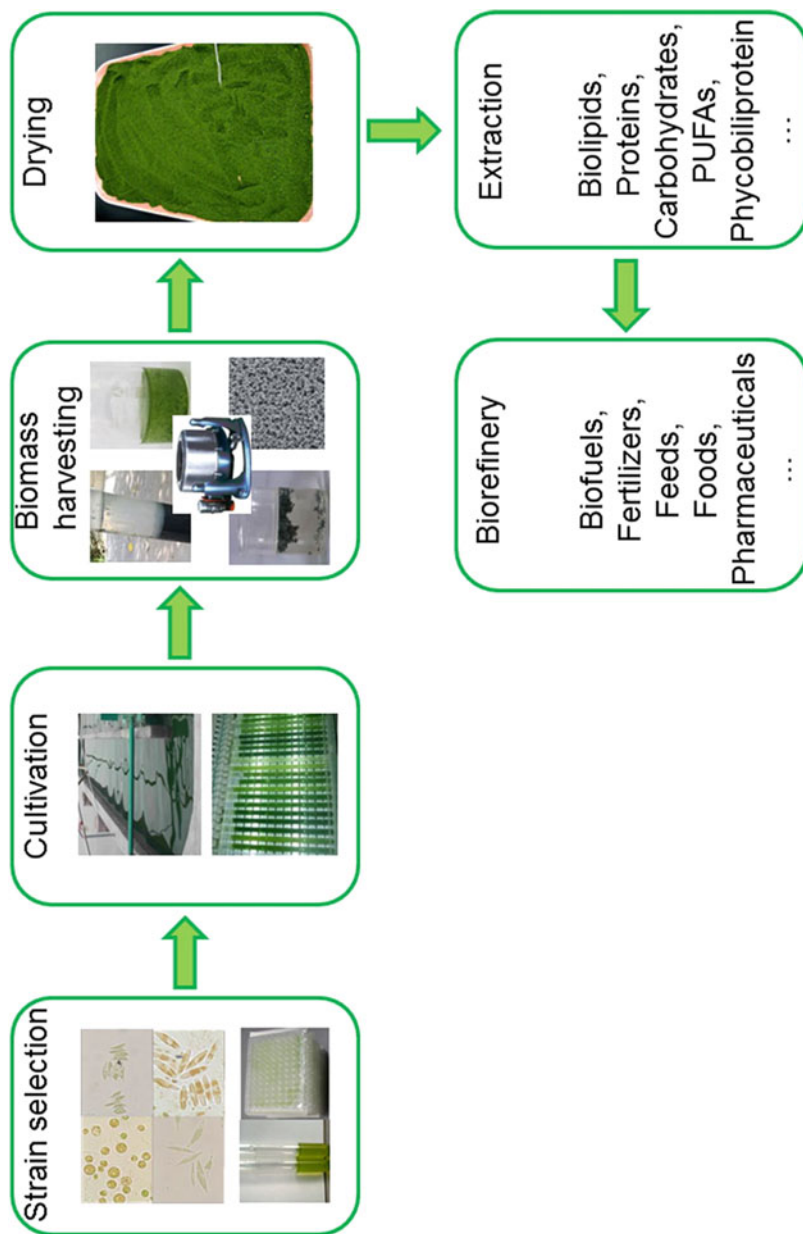 Strain selection
Cultivation
Biomass
harvesting
Drying
Extraction
Biolipids,
Proteins,
Carbohydrates,
PUFAs,
Phycobiliprotein
...
Biorefinery
Biofuels,
Fertilizers,
Feeds,
Foods,
Pharmaceuticals
...